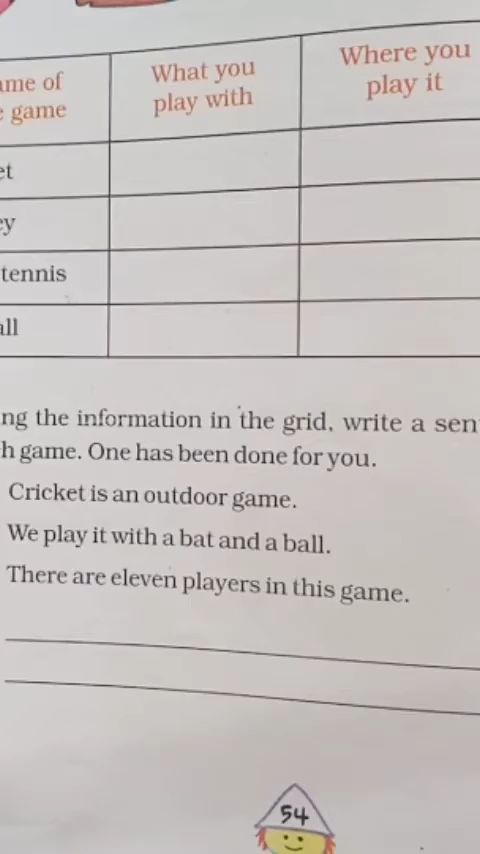 ame of
e game
What you
play with
Where you
play it
et
ey
tennis
all
ng the information in the grid, write a sen
h game. One has been done for you.
Cricket is an outdoor game.
We play it with a bat and a ball.
There are eleven players in this game.
54